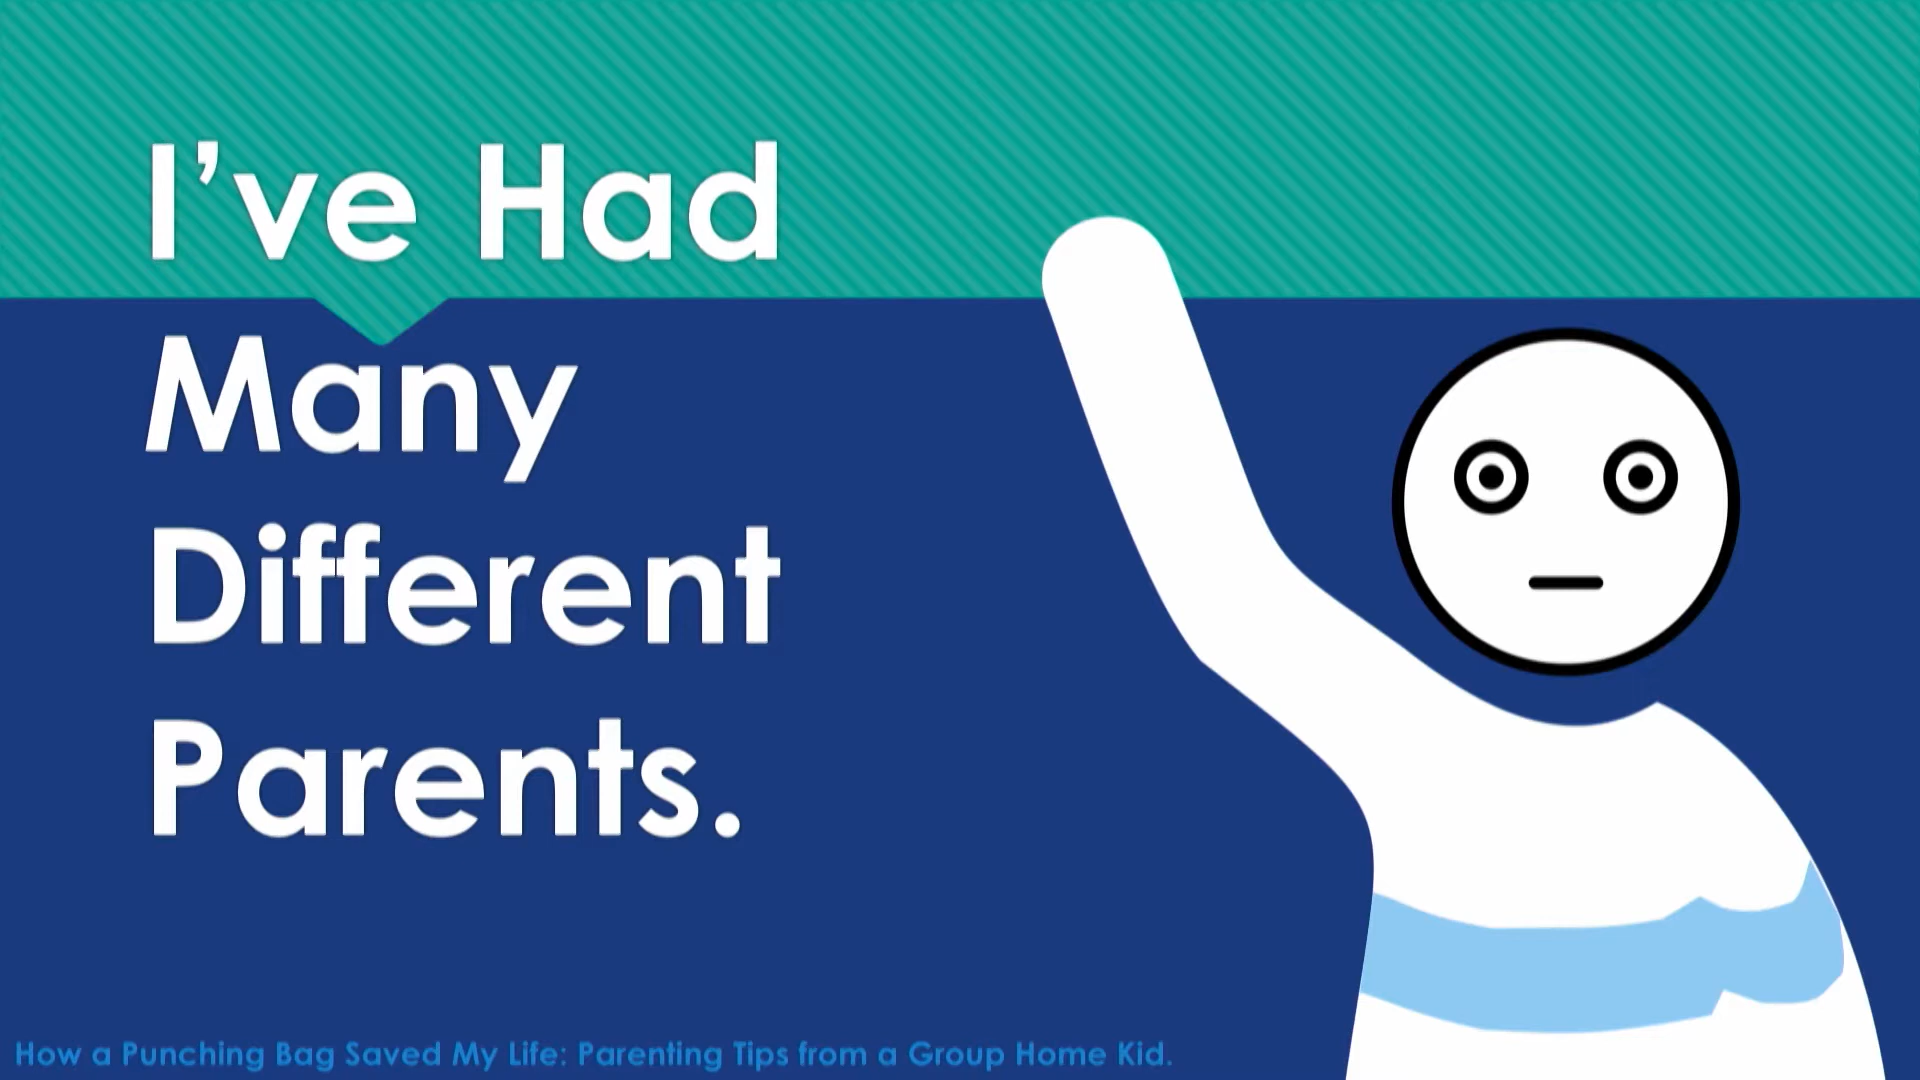 I’ve Had
Many
Different
Parents.
How a Punching Bag Saved My Life: Parenting Tips from a Group Home Kid.